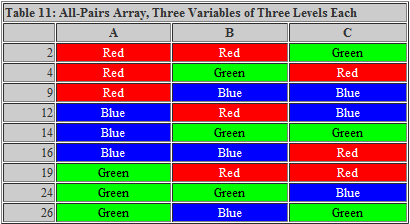 Table 11: All-Pairs Array, Three Variables of Three Levels Each
A B C
2 Red Red Green
4 Red Green Red
9 Red Blue Blue
12 Blue Red Blue
14 Blue Green Green
16 Blue Blue Red
19 Green Red Red
24 Green Green Blue
26 Green Blue Green